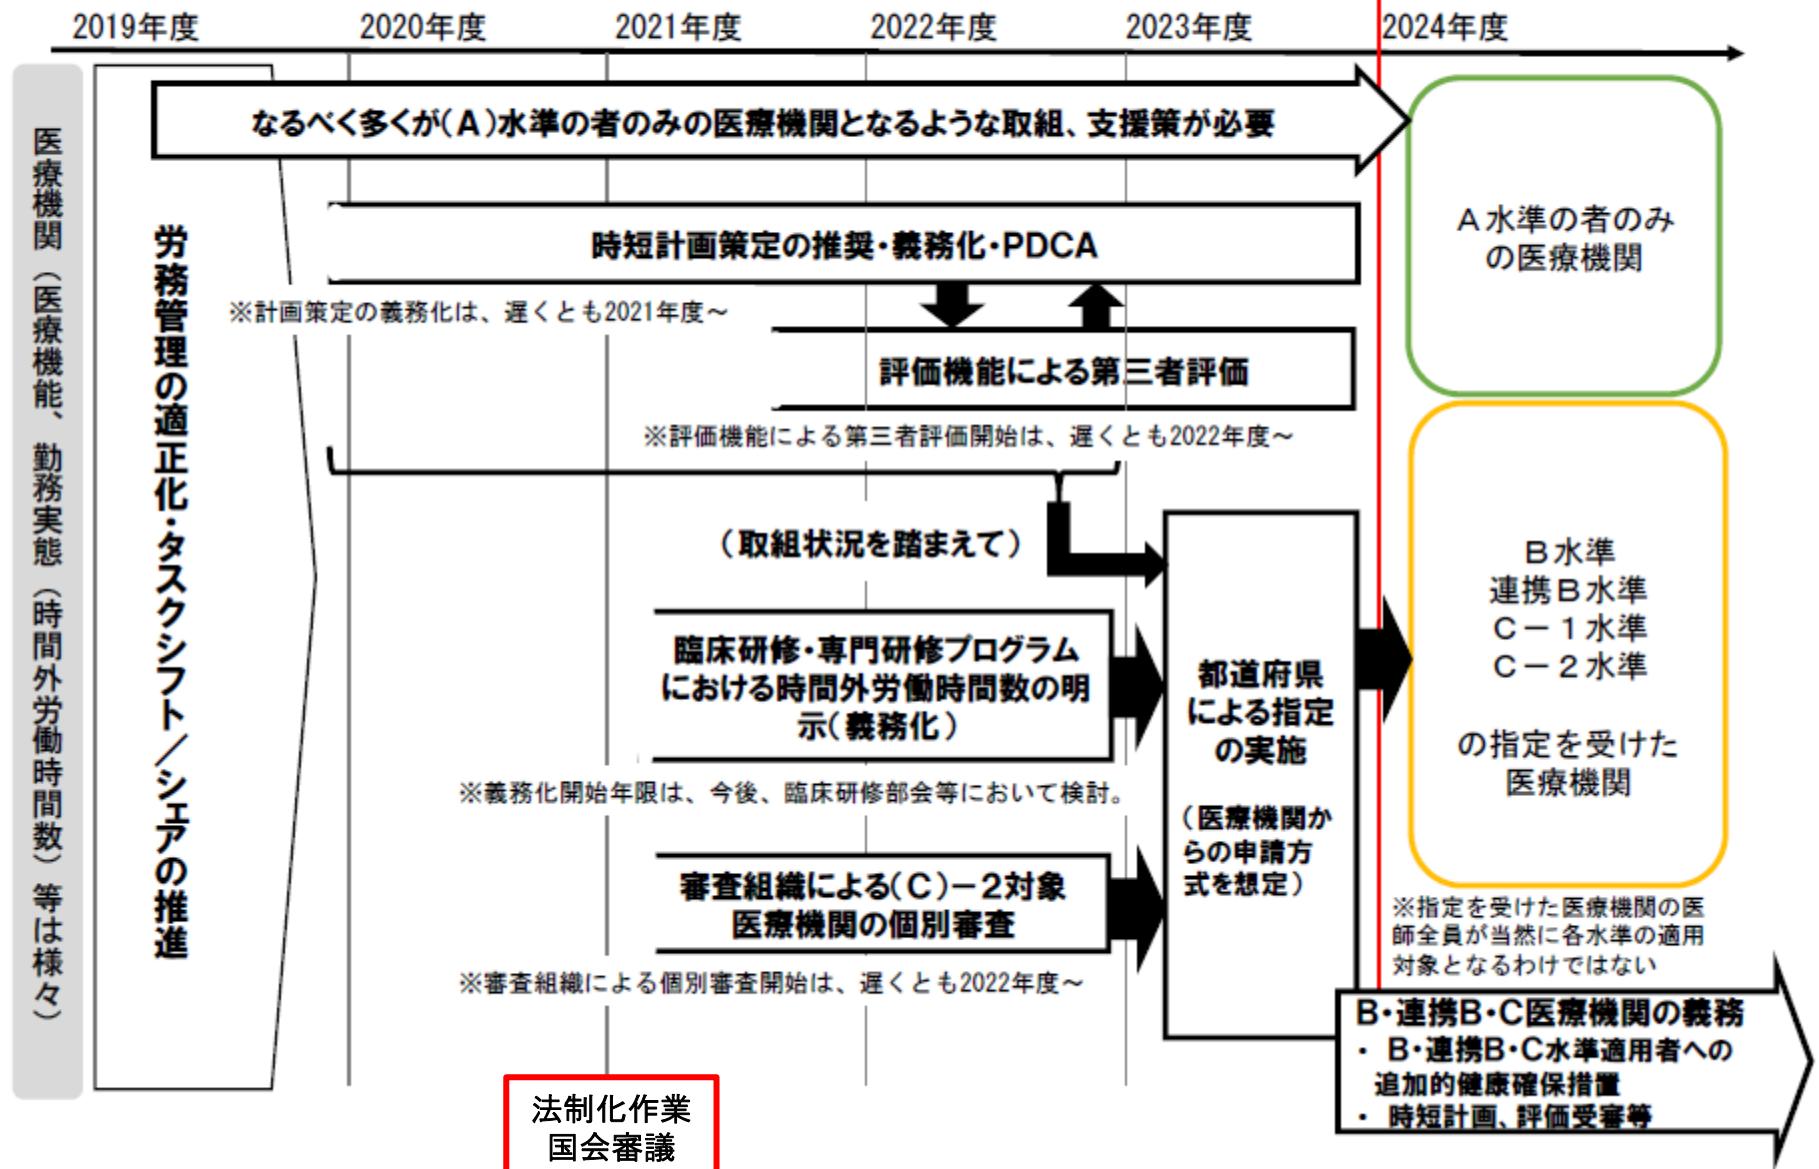 2019年度
2020年度
2021年度
2022年度
2023年度
2024年度
医療機関（医療機能、勤務実態（時間外労働時間数）等は様々）
労務管理の適正化・タスクシフト／シェアの推進
なるべく多くが（A）水準の者のみの医療機関となるような取組、支援策が必要
時短計画策定の推奨・義務化・PDCA
※計画策定の義務化は、遅くとも2021年度～
評価機能による第三者評価
※評価機能による第三者評価開始は、遅くとも2022年度～
（取組状況を踏まえて）
臨床研修・専門研修プログラム
における時間外労働時間数の明
示（義務化）
※義務化開始年限は、今後、臨床研修部会等において検討。
審査組織による（C）－2対象
医療機関の個別審査
※審査組織による個別審査開始は、遅くとも2022年度～
法制化作業
国会審議
都道府県
による指定
の実施
（医療機関か
らの申請方
式を想定）
A水準の者のみ
の医療機関
B水準
連携B水準
C－1水準
C－2水準
の指定を受けた
医療機関
※指定を受けた医療機関の医
師全員が当然に各水準の適用
対象となるわけではない
B・連携B・C医療機関の義務
・ B・連携B・C水準適用者への
追加的健康確保措置
・ 時短計画、評価受審等